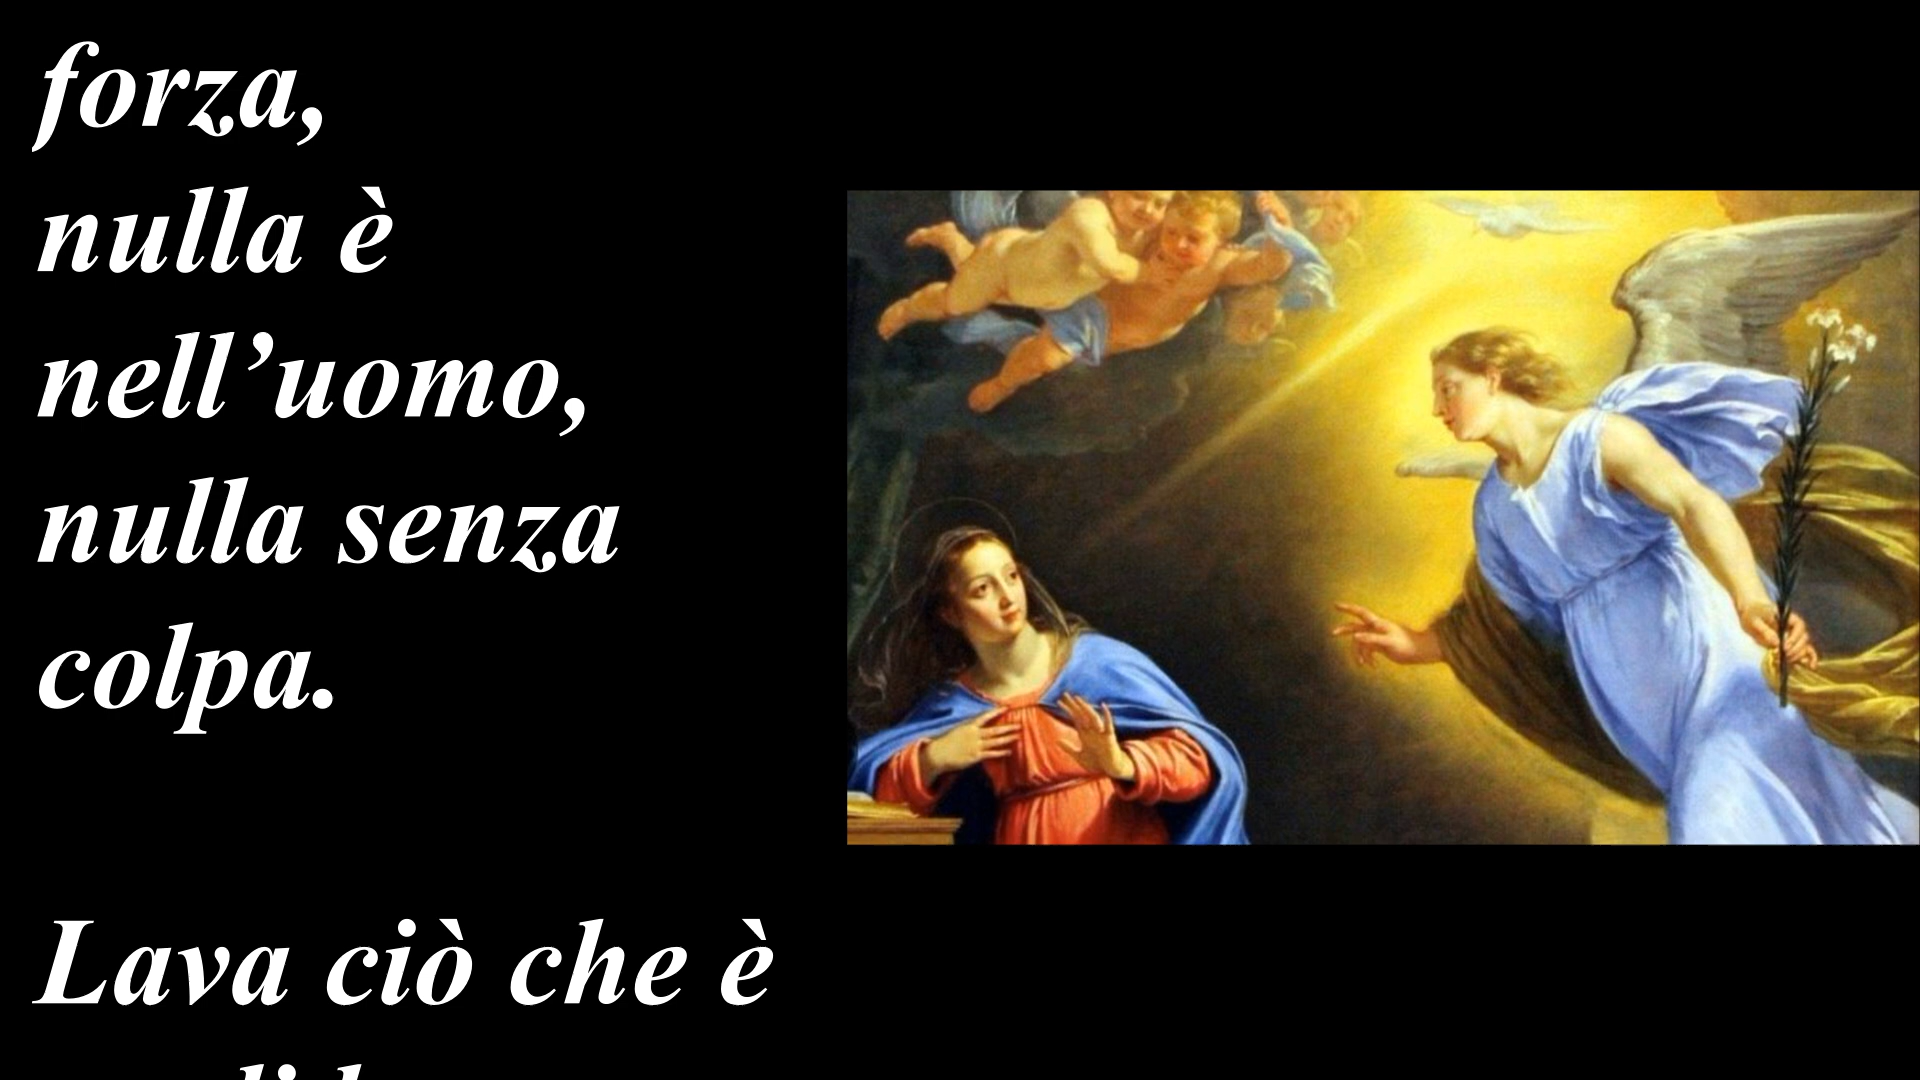 forza,
nulla è
nell’uomo,
nulla senza
colpa.
Lava ciò che è